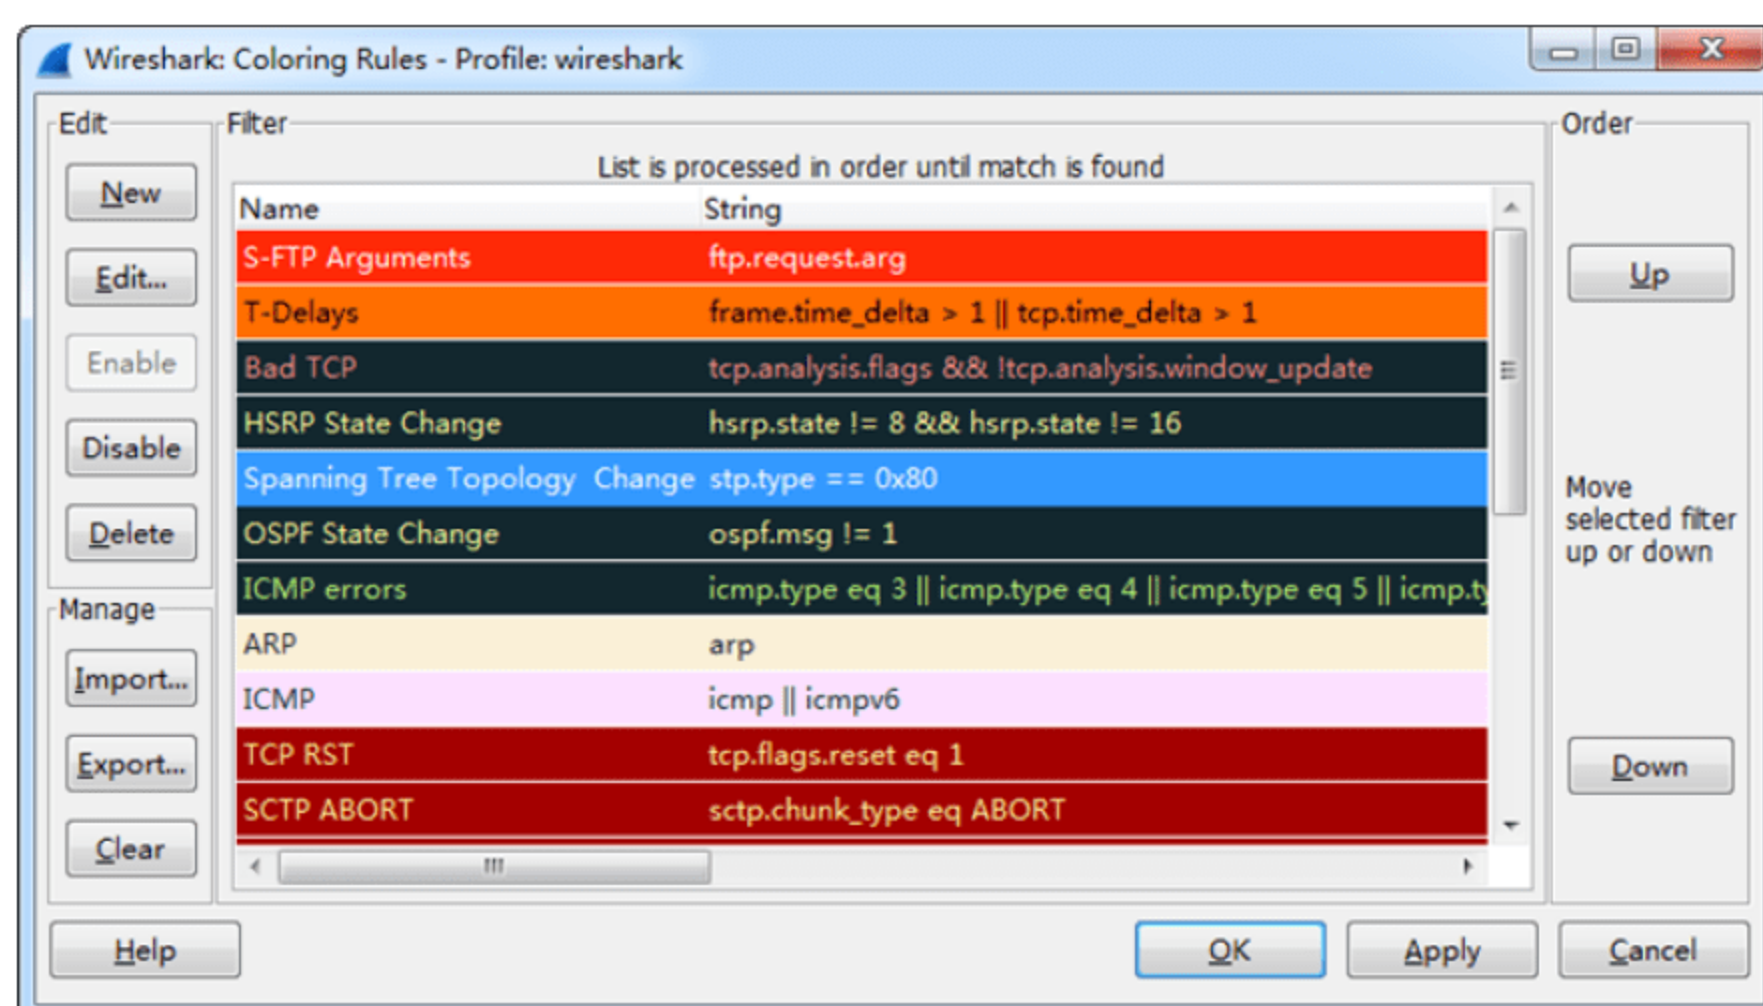 Wireshark: Coloring Rules - Profile: wireshark
Edit
New
Edit...
Enable
Disable
Delete
Manage
Import...
Export...
Clear
Filter
List is processed in order until match is found
Name String
S-FTP Arguments ftp.request.arg
T-Delays frame.time_delta > 1 || tcp.time_delta > 1
Bad TCP tcp.analysis.flags && !tcp.analysis.window_update
HSRP State Change hsrp.state != 8 && hsrp.state != 16
Spanning Tree Topology  Change stp.type == 0x80
OSPF State Change ospf.msg != 1
ICMP errors icmp.type eq 3 || icmp.type eq 4 || icmp.type eq 5 || icmp.ty
ARP arp
ICMP icmp || icmpv6
TCP RST tcp.flags.reset eq 1
SCTP ABORT sctp.chunk_type eq ABORT
Order
Up
Move
selected filter
up or down
Down
Help OK Apply Cancel